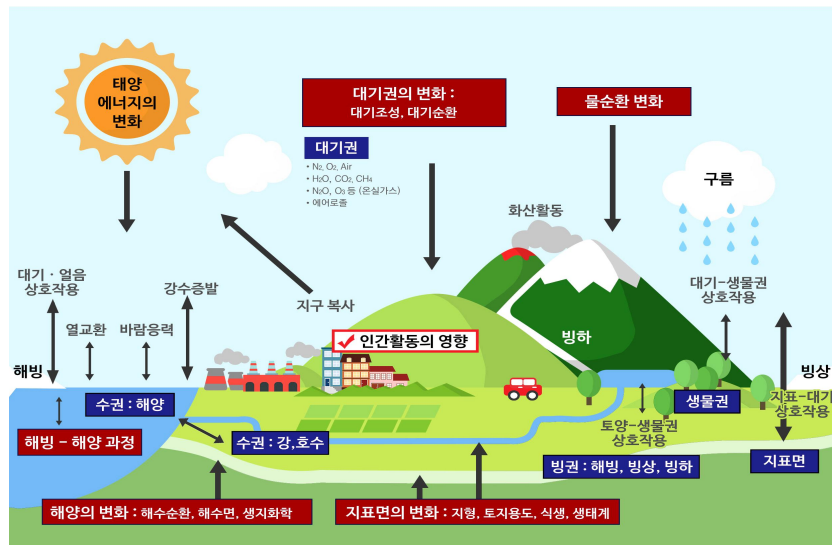 태양
에너지의
변화
대기권의 변화 :
대기조성, 대기순환
물순환 변화
대기권
• N₂, O₂, Air
• H₂O, CO₂, CH₄
• N₂O, O₃ 등 (온실가스)
• 에어로졸
구름
화산활동
대기 · 얼음
상호작용
강수증발
지구 복사
대기-생물권
상호작용
열교환
바람응력
인간활동의 영향
빙하
해빙
빙상
수권 : 해양
생물권
지표-대기
상호작용
해빙 – 해양 과정
수권 : 강,호수
토양-생물권
상호작용
빙권 : 해빙, 빙상, 빙하
지표면
해양의 변화 : 해수순환, 해수면, 생지화학
지표면의 변화 : 지형, 토지용도, 식생, 생태계